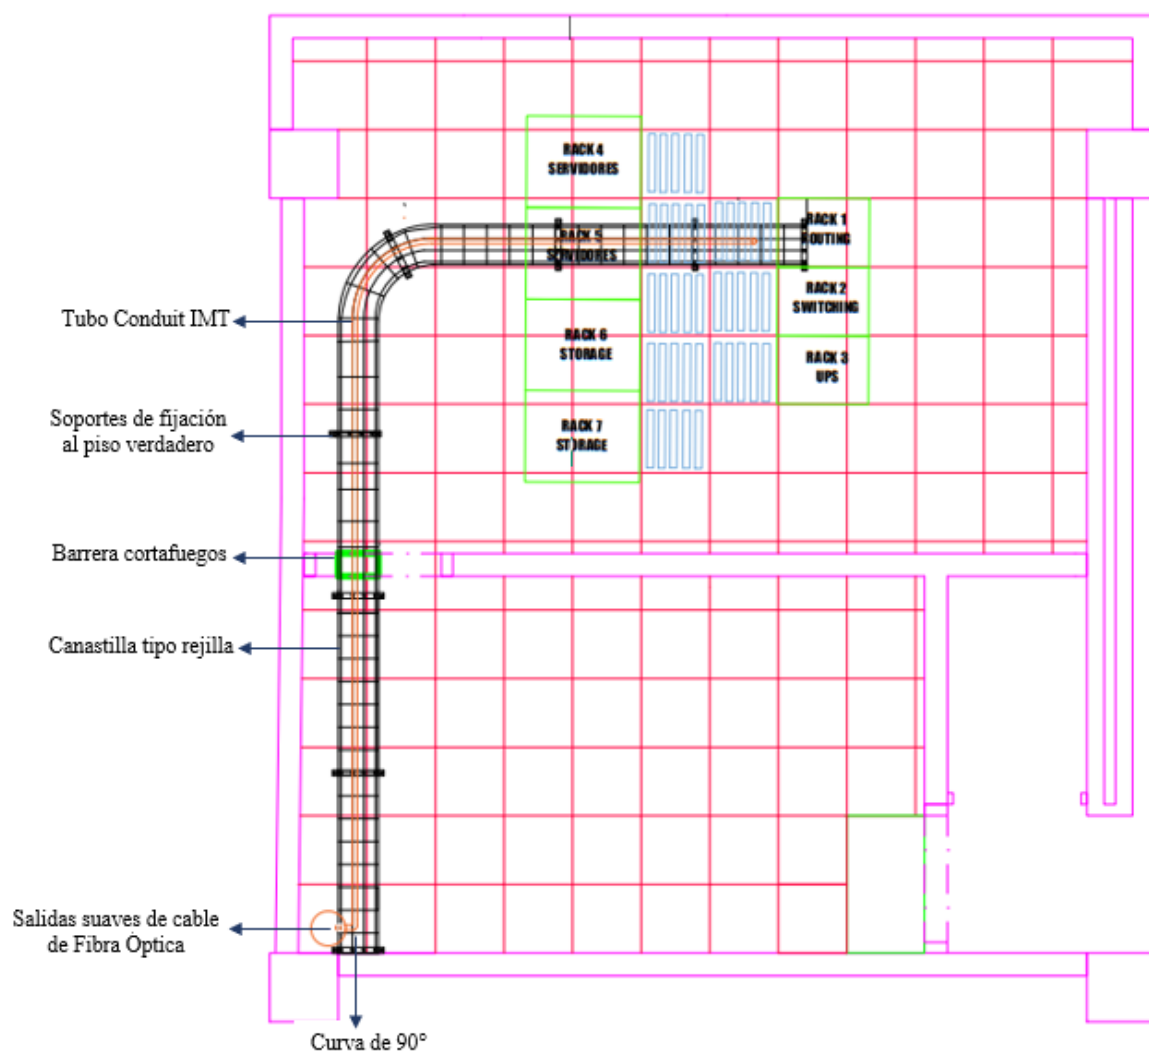 RACK 4
SERVIDORES
RACK 1
ROUTING
RACK 5
SERVIDORES
RACK 2
SWITCHING
Tubo Conduit IMT
RACK 6
STORAGE
RACK 3
UPS
Soportes de fijación
al piso verdadero
RACK 7
STORAGE
Barrera cortafuegos
Canastilla tipo rejilla
Salidas suaves de cable
de Fibra Óptica
Curva de 90°